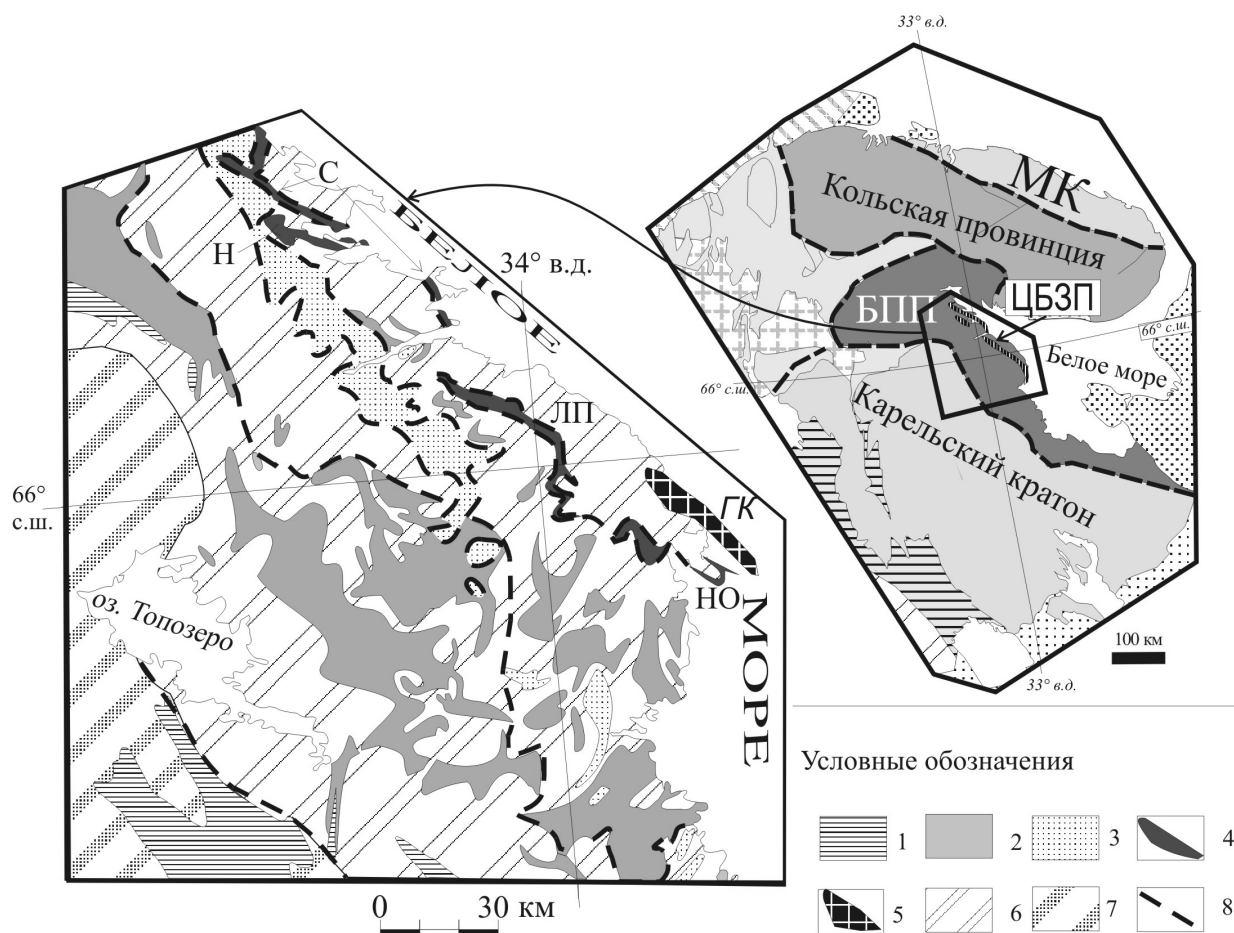 33° в.д.
МК
Кольская провинция
БПП
ЦБЗП
66° с.ш.
Белое море
66° с.ш.
Карельский кратон
100 км
33° в.д.
С
БЕЛОЕ
Н
34° в.д.
ЛП
66°
с.ш.
ГК
НО
МОРЕ
оз. Топозеро
0 30 км
Условные обозначения
1 2 3 4
5 6 7 8